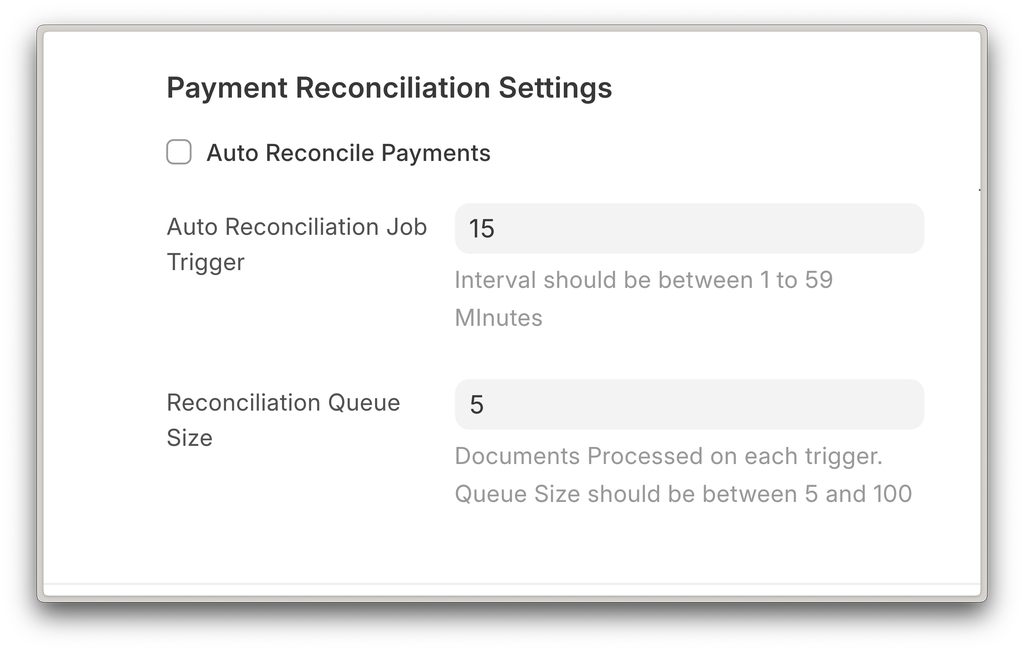 Payment Reconciliation Settings
Auto Reconcile Payments
Auto Reconciliation Job
Trigger
15
Interval should be between 1 to 59
MInutes
Reconciliation Queue
Size
5
Documents Processed on each trigger.
Queue Size should be between 5 and 100